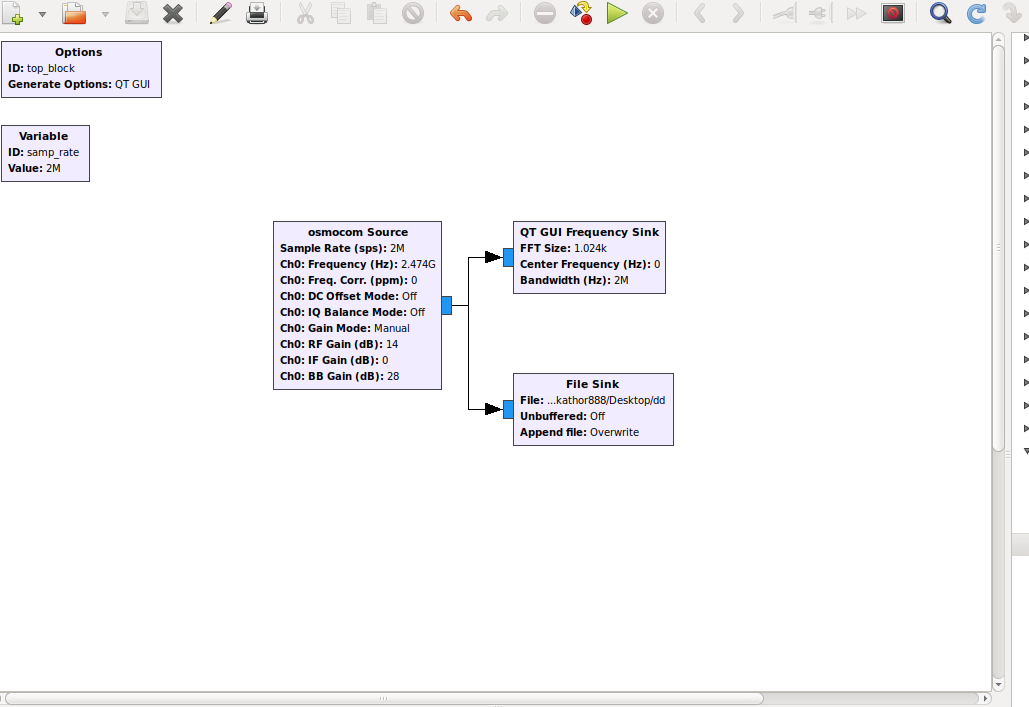 Options
ID: top_block
Generate Options: QT GUI
Variable
ID: samp_rate
Value: 2M
osmocom Source
Sample Rate (sps): 2M
Ch0: Frequency (Hz): 2.474G
Ch0: Freq. Corr. (ppm): 0
Ch0: DC Offset Mode: Off
Ch0: IQ Balance Mode: Off
Ch0: Gain Mode: Manual
Ch0: RF Gain (dB): 14
Ch0: IF Gain (dB): 0
Ch0: BB Gain (dB): 28
QT GUI Frequency Sink
FFT Size: 1.024k
Center Frequency (Hz): 0
Bandwidth (Hz): 2M
File Sink
File: ...kathor888/Desktop/dd
Unbuffered: Off
Append file: Overwrite